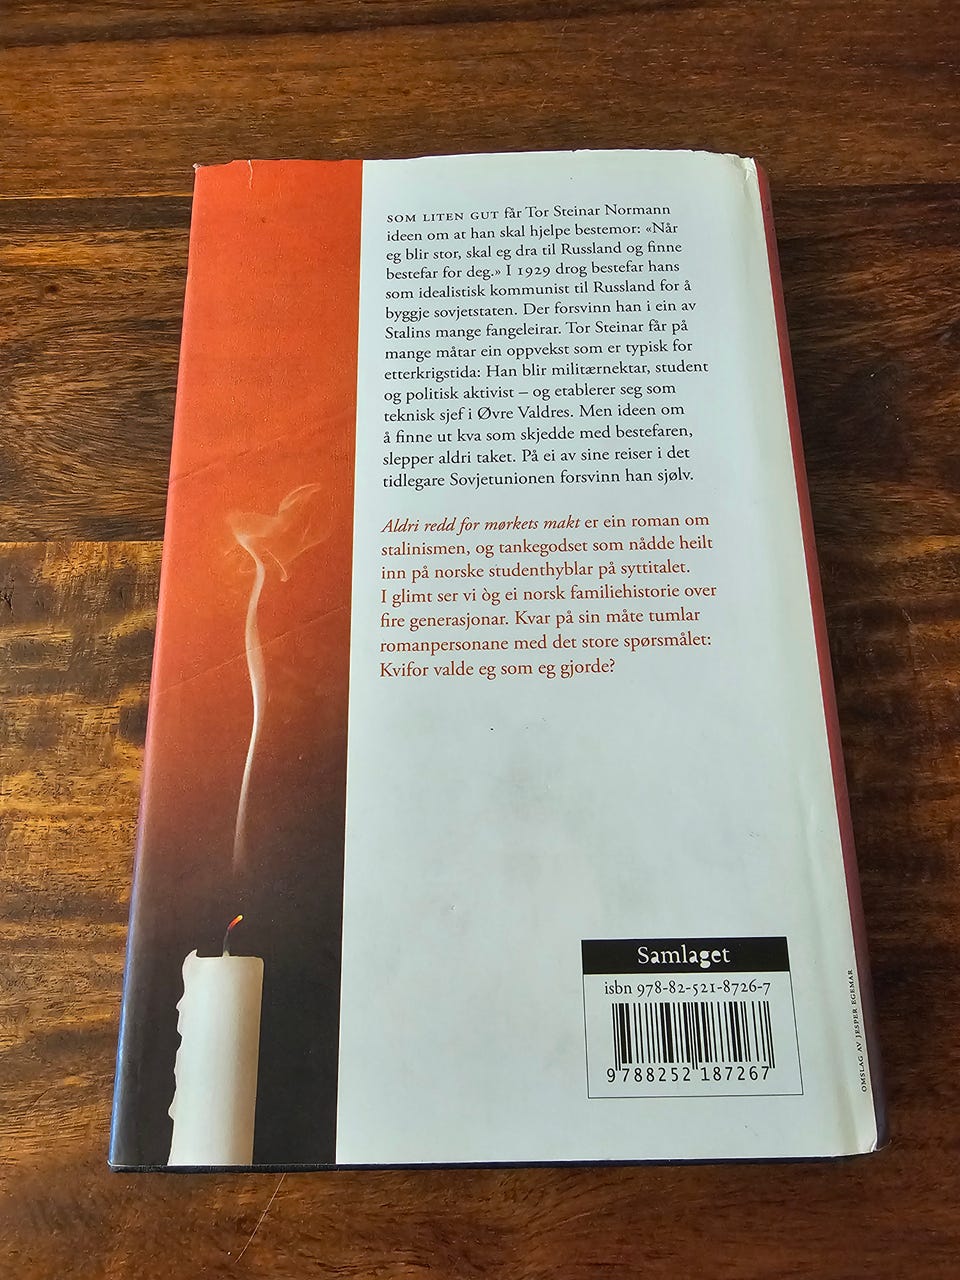 SOM LITEN GUT får Tor Steinar Normann
ideen om at han skal hjelpe bestemor: «Når
eg blir stor, skal eg dra til Russland og finne
bestefar for deg.» I 1929 drog bestefar hans
som idealistisk kommunist til Russland for å
byggje sovjetstaten. Der forsvinn han i ein av
Stalins mange fangeleirar. Tor Steinar får på
mange måtar ein oppvekst som er typisk for
etterkrigstida: Han blir militærnektar, student
og politisk aktivist – og etablerer seg som
teknisk sjef i Øvre Valdres. Men ideen om
å finne ut kva som skjedde med bestefaren,
slepper aldri taket. På ei av sine reiser i det
tidlegare Sovjetunionen forsvinn han sjølv.
Aldri redd for mørkets makt er ein roman om
stalinismen, og tankegodset som nådde heilt
inn på norske studenthyblar på syttitalet.
I glimt ser vi òg ei norsk familiehistorie over
fire generasjonar. Kvar på sin måte tumlar
romanpersonane med det store spørsmålet:
Kvifor valde eg som eg gjorde?
Samlaget
isbn 978-82-521-8726-7
9 788252 187267
OMSLAG AV JESPER EGEMAR